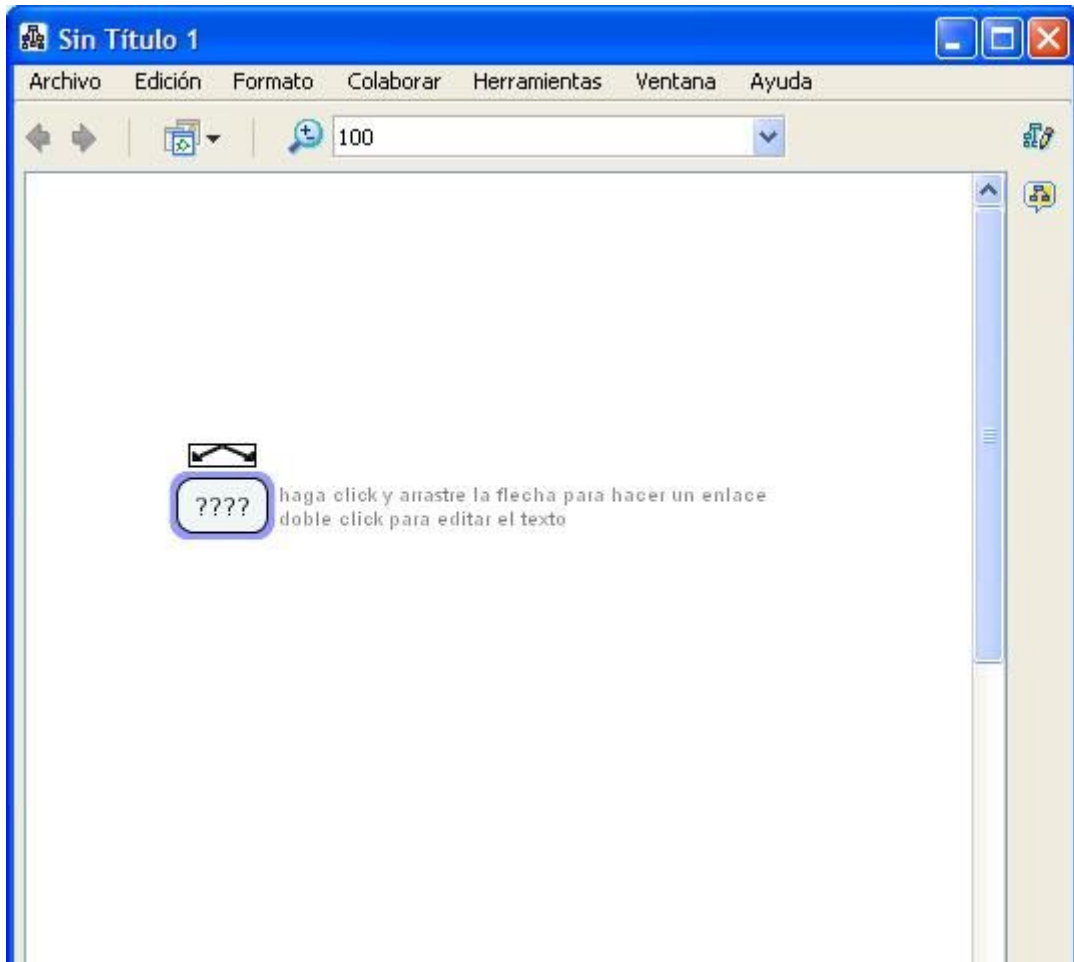 Sin Título 1
Archivo Edición Formato Colaborar Herramientas Ventana Ayuda
100
???? haga click y arrastre la flecha para hacer un enlace
doble click para editar el texto